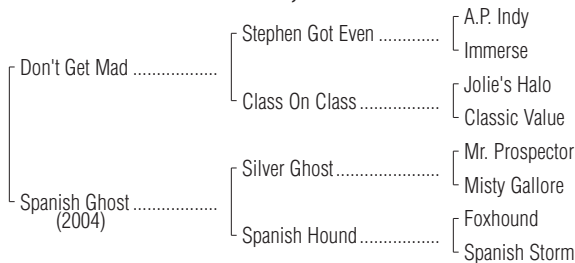 A.P. Indy
Stephen Got Even .............
Immerse
Don't Get Mad ..................
Jolie's Halo
Class On Class .................
Classic Value
Mr. Prospector
Silver Ghost......................
Misty Gallore
Spanish Ghost ..................
(2004)
Foxhound
Spanish Hound .................
Spanish Storm